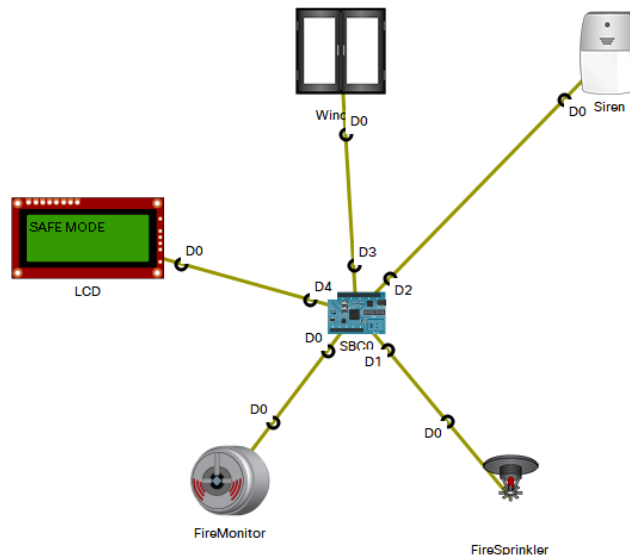 Wind
D0
D0
Siren
SAFE MODE
D0
LCD
D3
D2
D4
D0
SBC0
D1
D0
D0
FireMonitor
FireSprinkler